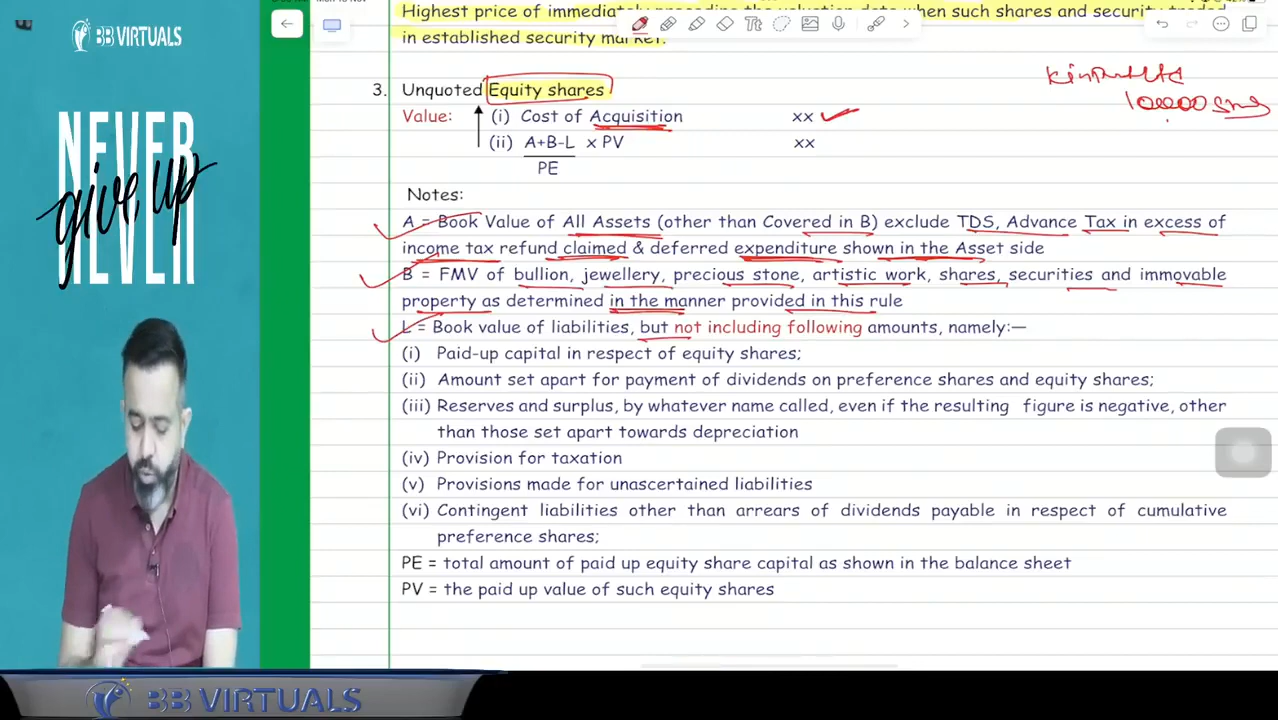 BB VIRTUALS
NEVER
give up
NEVER
Highest price of immediately preceding the valuation date when such shares and security traded
in established security market.
3. Unquoted Equity shares
Value: (i) Cost of Acquisition xx
(ii) A+B-L x PV xx
PE
100000 shares
Notes:
A = Book Value of All Assets (other than Covered in B) exclude TDS, Advance Tax in excess of
income tax refund claimed & deferred expenditure shown in the Asset side
B = FMV of bullion, jewellery, precious stone, artistic work, shares, securities and immovable
property as determined in the manner provided in this rule
L = Book value of liabilities, but not including following amounts, namely:—
(i) Paid-up capital in respect of equity shares;
(ii) Amount set apart for payment of dividends on preference shares and equity shares;
(iii) Reserves and surplus, by whatever name called, even if the resulting figure is negative, other
than those set apart towards depreciation
(iv) Provision for taxation
(v) Provisions made for unascertained liabilities
(vi) Contingent liabilities other than arrears of dividends payable in respect of cumulative
preference shares;
PE = total amount of paid up equity share capital as shown in the balance sheet
PV = the paid up value of such equity shares
BB VIRTUALS